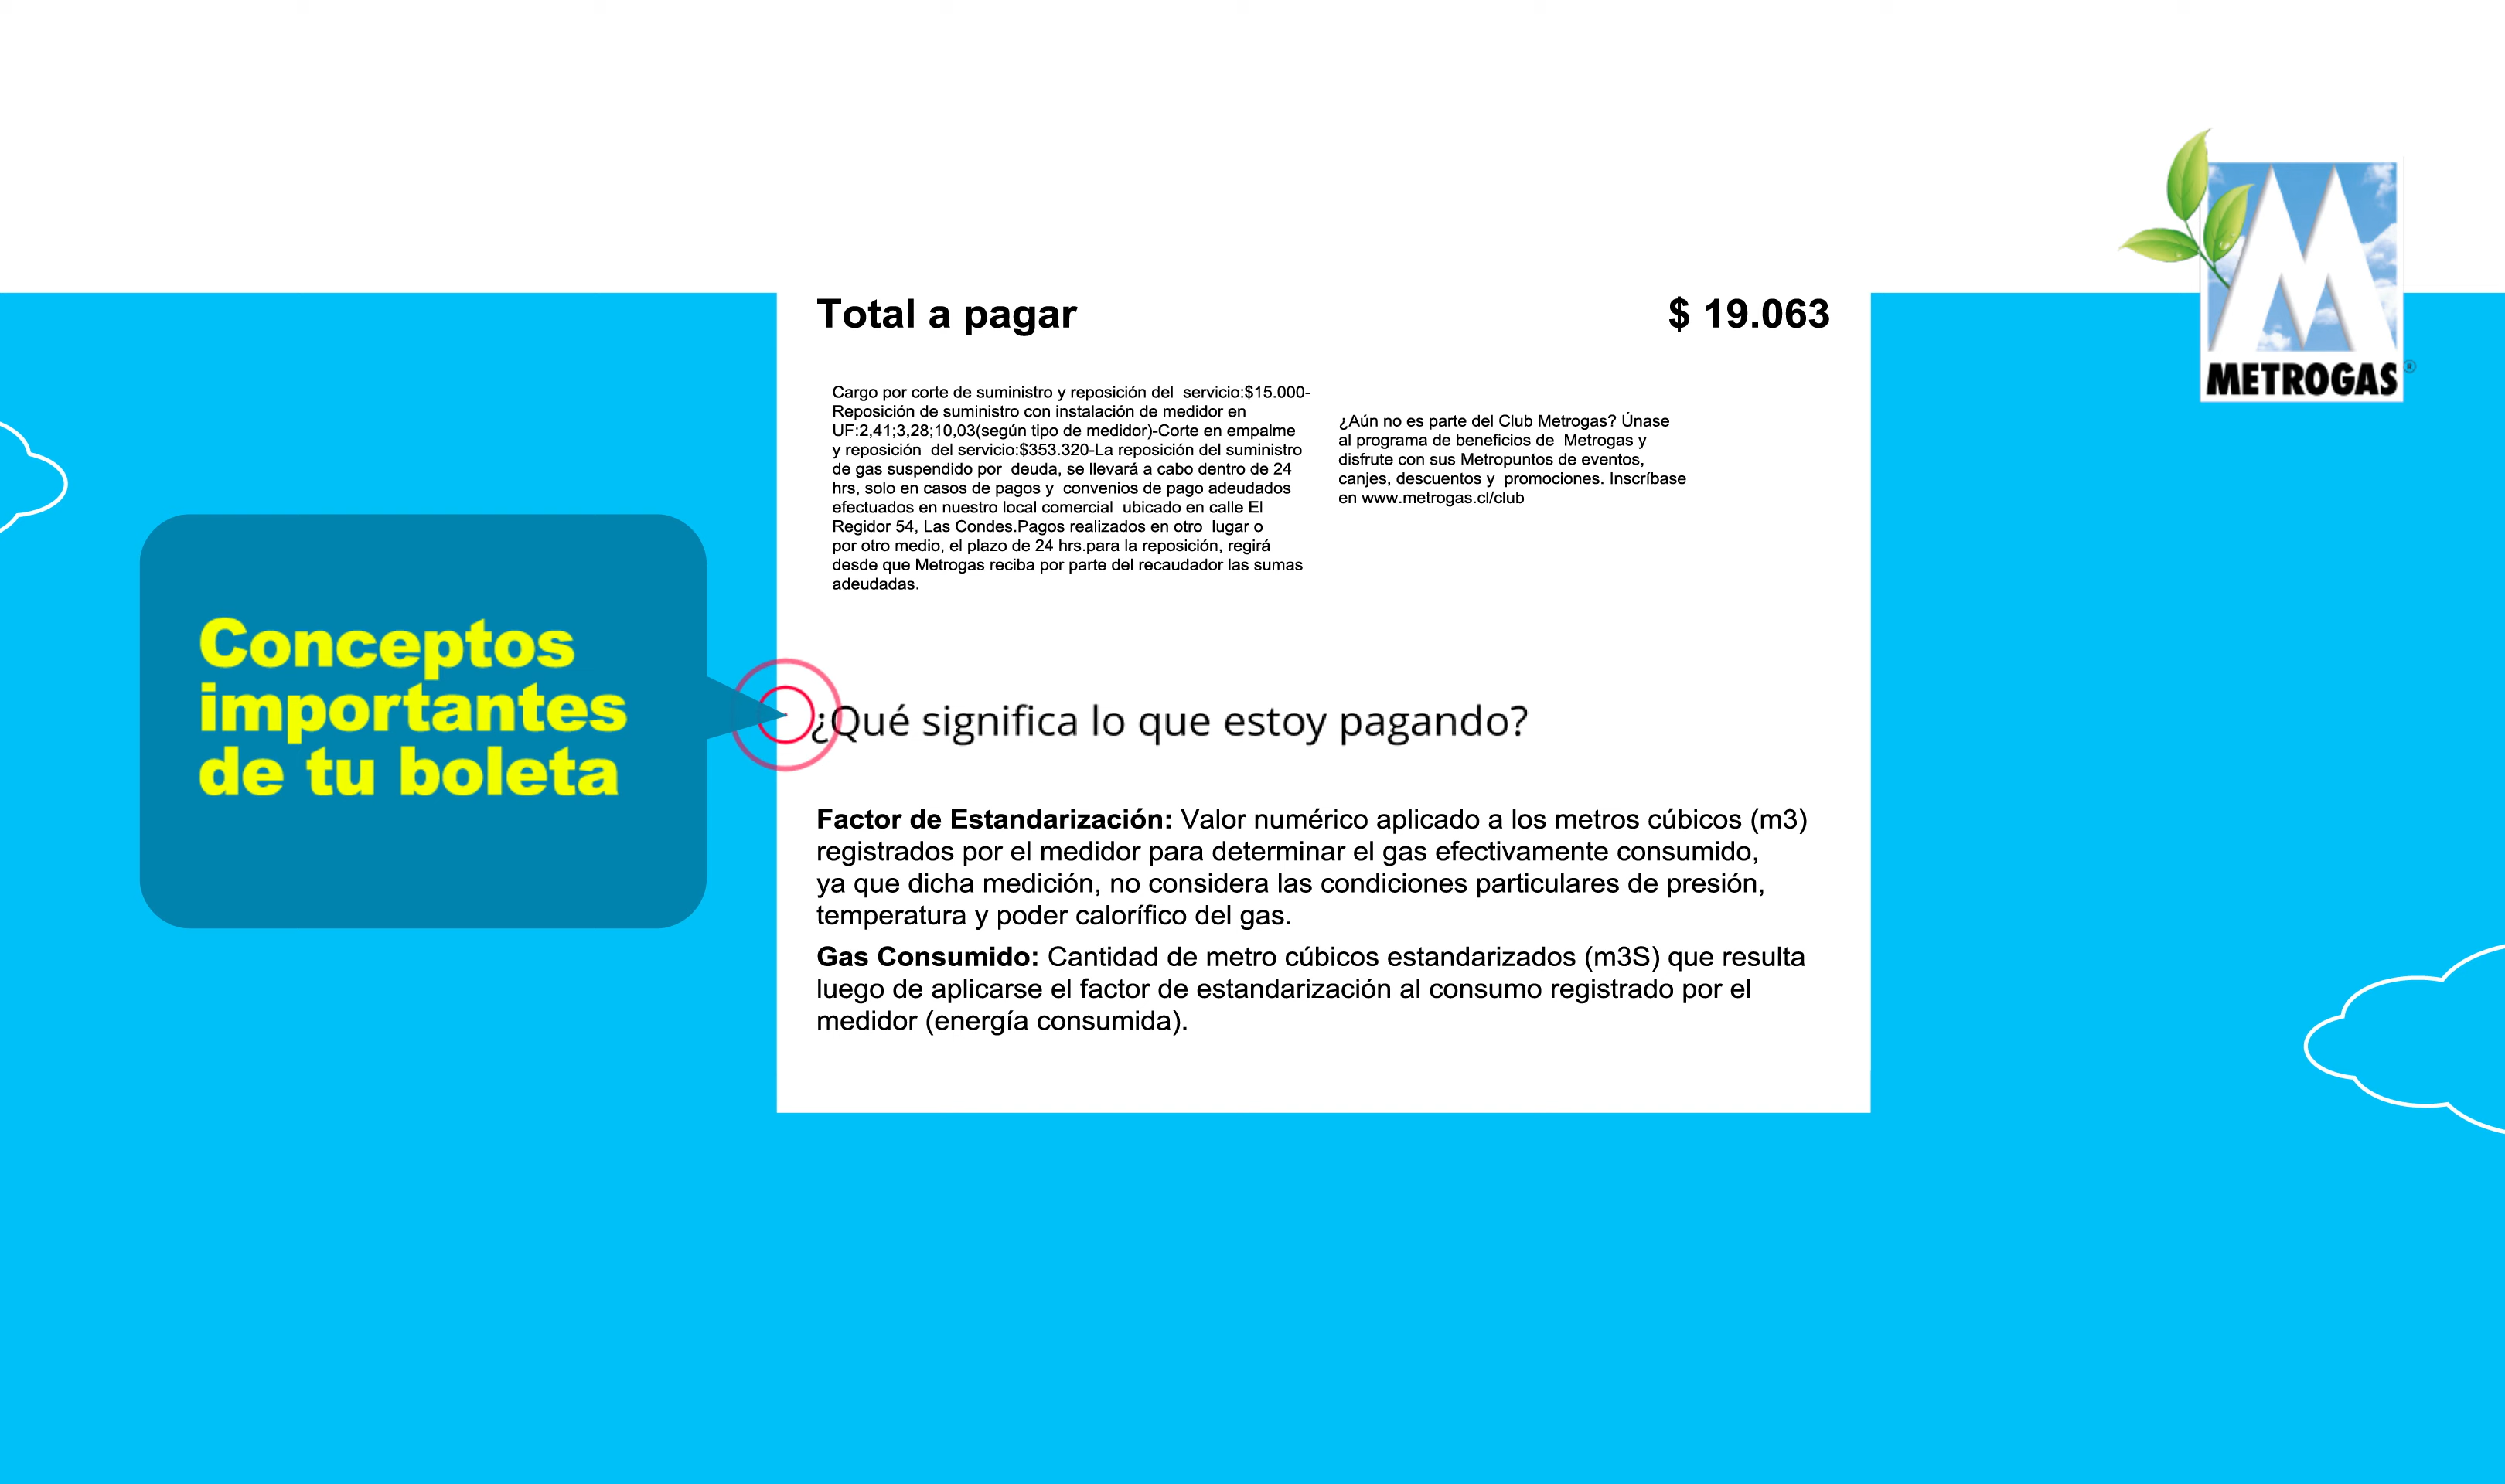 METROGAS
®
Total a pagar $ 19.063
Cargo por corte de suministro y reposición del servicio:$15.000-
Reposición de suministro con instalación de medidor en
UF:2,41;3,28;10,03(según tipo de medidor)-Corte en empalme
y reposición del servicio:$353.320-La reposición del suministro
de gas suspendido por deuda, se llevará a cabo dentro de 24
hrs, solo en casos de pagos y convenios de pago adeudados
efectuados en nuestro local comercial ubicado en calle El
Regidor 54, Las Condes.Pagos realizados en otro lugar o
por otro medio, el plazo de 24 hrs.para la reposición, regirá
desde que Metrogas reciba por parte del recaudador las sumas
adeudadas.
¿Aún no es parte del Club Metrogas? Únase
al programa de beneficios de Metrogas y
disfrute con sus Metropuntos de eventos,
canjes, descuentos y promociones. Inscríbase
en www.metrogas.cl/club
Conceptos
importantes
de tu boleta
¿Qué significa lo que estoy pagando?
Factor de Estandarización: Valor numérico aplicado a los metros cúbicos (m3)
registrados por el medidor para determinar el gas efectivamente consumido,
ya que dicha medición, no considera las condiciones particulares de presión,
temperatura y poder calorífico del gas.
Gas Consumido: Cantidad de metro cúbicos estandarizados (m3S) que resulta
luego de aplicarse el factor de estandarización al consumo registrado por el
medidor (energía consumida).